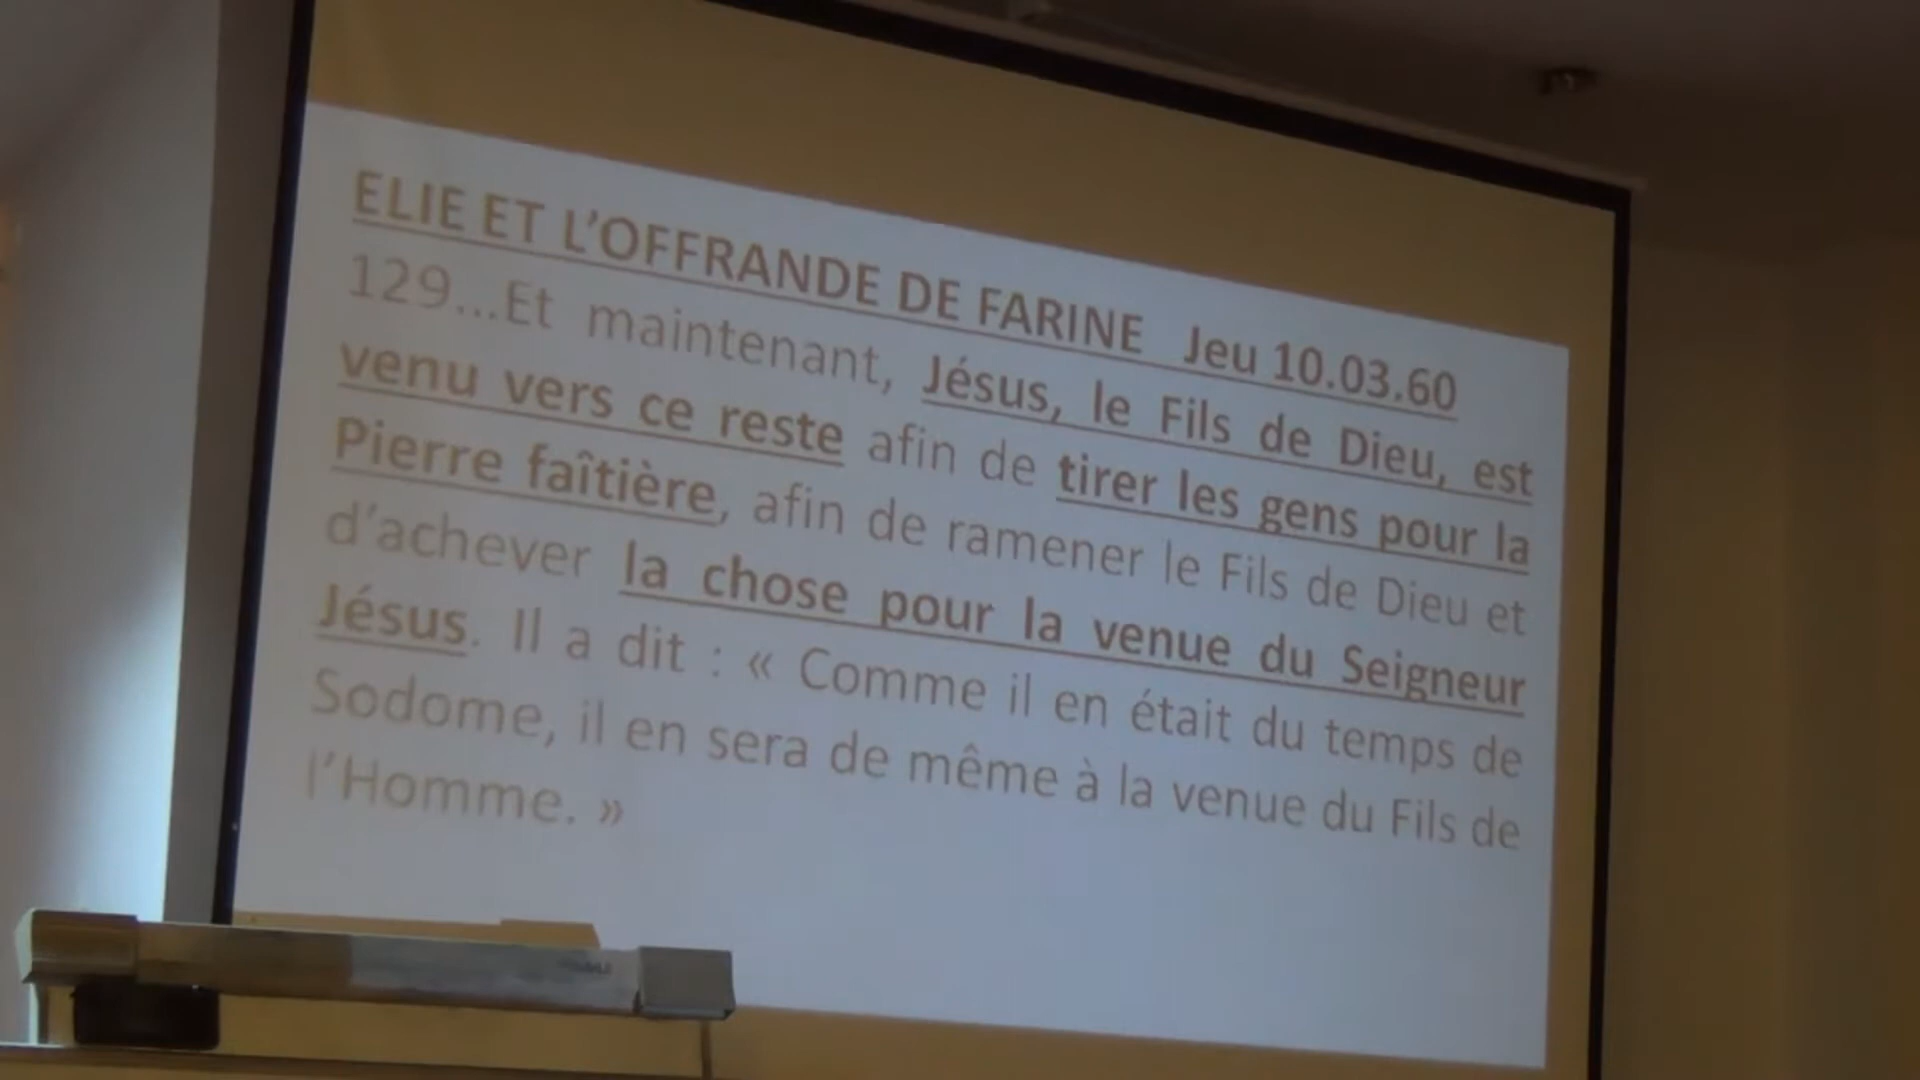 ELIE ET L'OFFRANDE DE FARINE Jeu 10.03.60
129...Et maintenant, Jésus, le Fils de Dieu, est
venu vers ce reste afin de tirer les gens pour la
Pierre faîtière, afin de ramener le Fils de Dieu et
d'achever la chose pour la venue du Seigneur
Jésus. Il a dit : « Comme il en était du temps de
Sodome, il en sera de même à la venue du Fils de
l'Homme. »